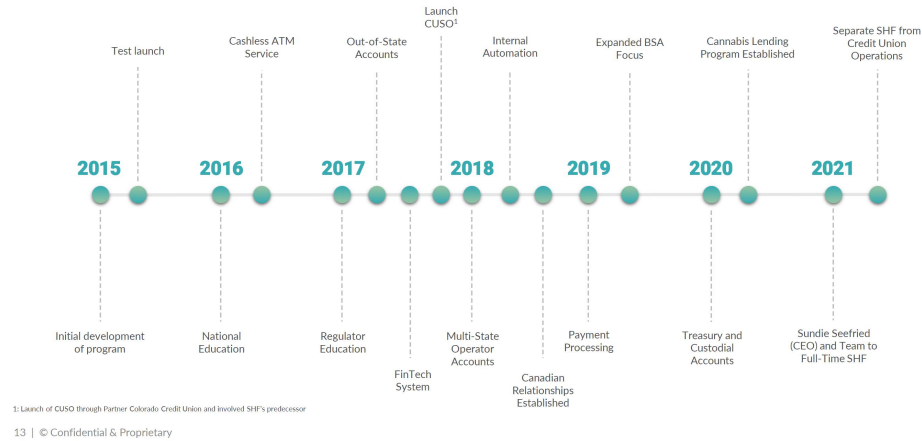 Launch
CUSO1
Test launch
Cashless ATM
Service
Out-of-State
Accounts
Internal
Automation
Expanded BSA
Focus
Cannabis Lending
Program Established
Separate SHF from
Credit Union
Operations
2015
2016
2017
2018
2019
2020
2021
Initial development
of program
National
Education
Regulator
Education
FinTech
System
Multi-State
Operator
Accounts
Canadian
Relationships
Established
Payment
Processing
Treasury and
Custodial
Accounts
Sundie Seefried
(CEO) and Team to
Full-Time SHF
1: Launch of CUSO through Partner Colorado Credit Union and involved SHF's predecessor
13 | © Confidential & Proprietary